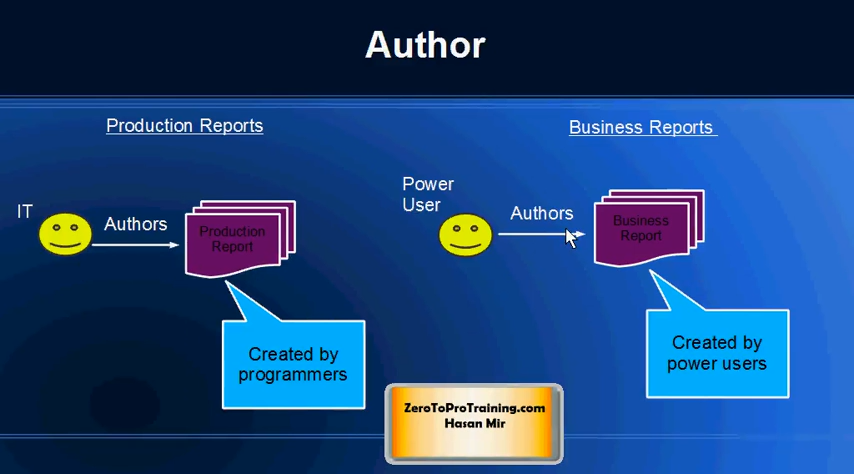 Author
Production Reports
IT
Authors
Production
Report
Created by
programmers
Business Reports
Power
User
Authors
Business
Report
Created by
power users
ZeroToProTraining.com
Hasan Mir